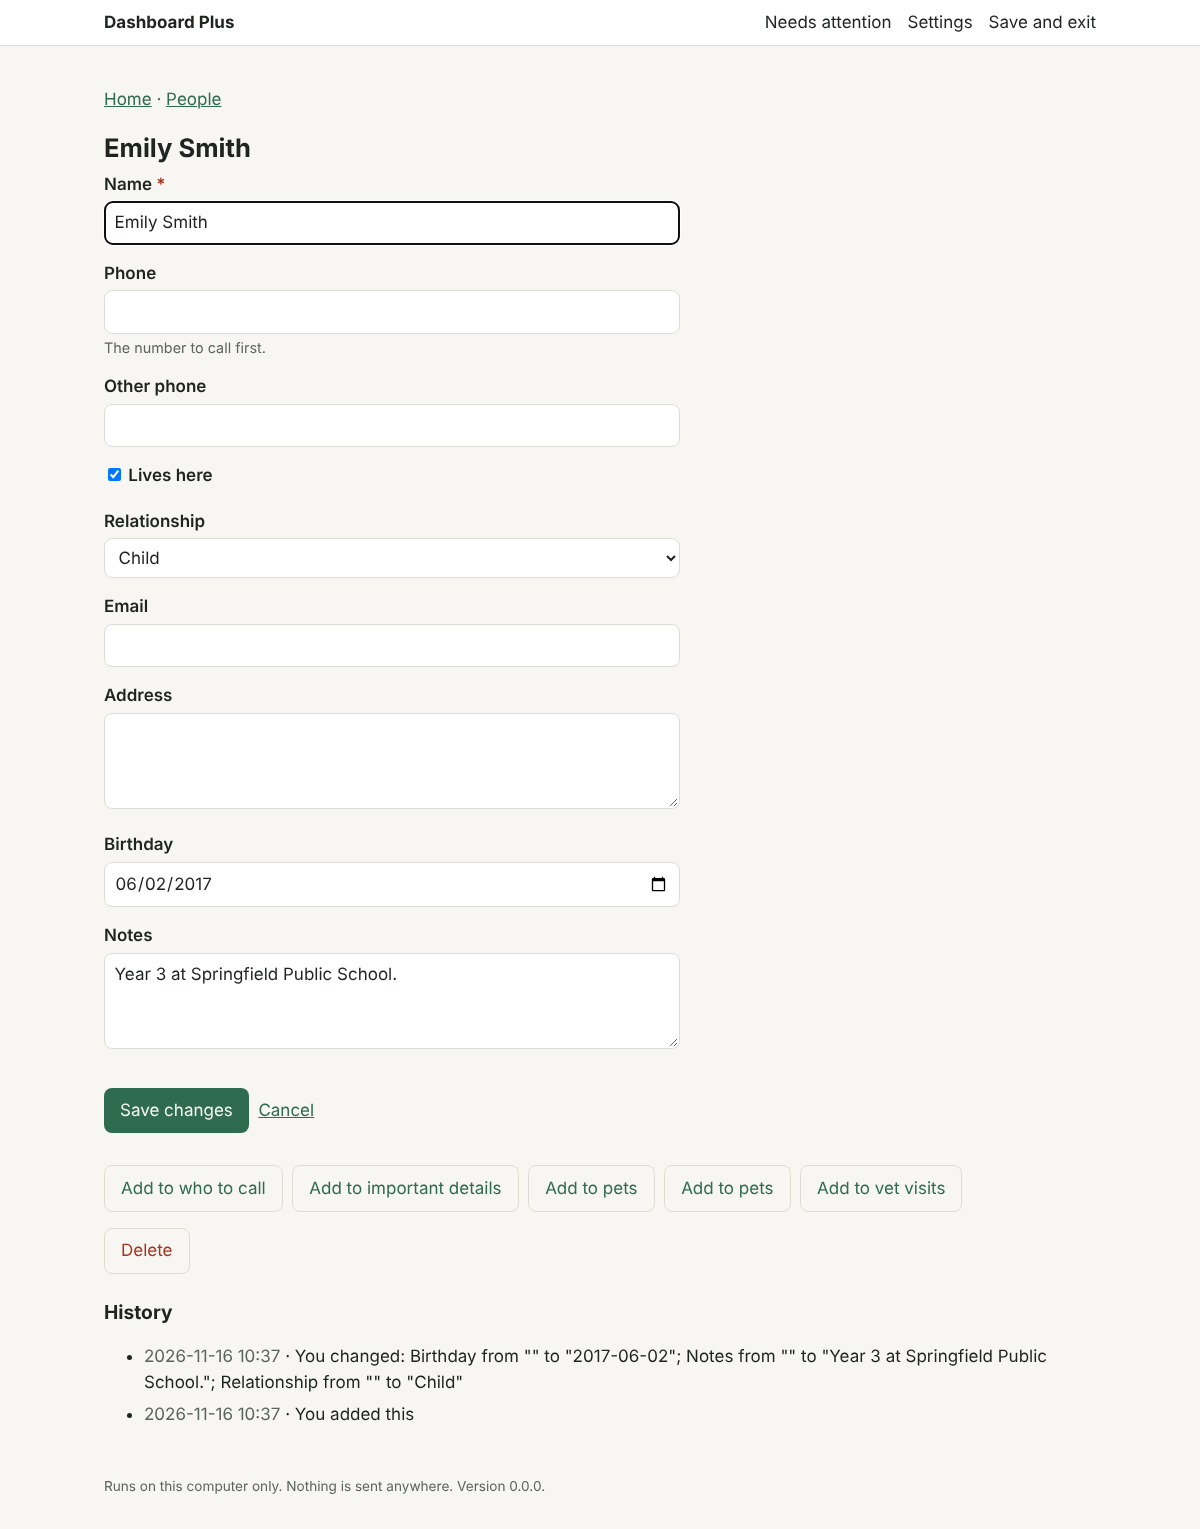 Dashboard Plus
Needs attention Settings Save and exit
Home · People
Emily Smith
Name *
Emily Smith
Phone
The number to call first.
Other phone
Lives here
Relationship
Child
Email
Address
Birthday
06/02/2017
Notes
Year 3 at Springfield Public School.
Save changes Cancel
Add to who to call Add to important details Add to pets Add to pets Add to vet visits
Delete
History
2026-11-16 10:37 · You changed: Birthday from "" to "2017-06-02"; Notes from "" to "Year 3 at Springfield Public
School."; Relationship from "" to "Child"
2026-11-16 10:37 · You added this
Runs on this computer only. Nothing is sent anywhere. Version 0.0.0.